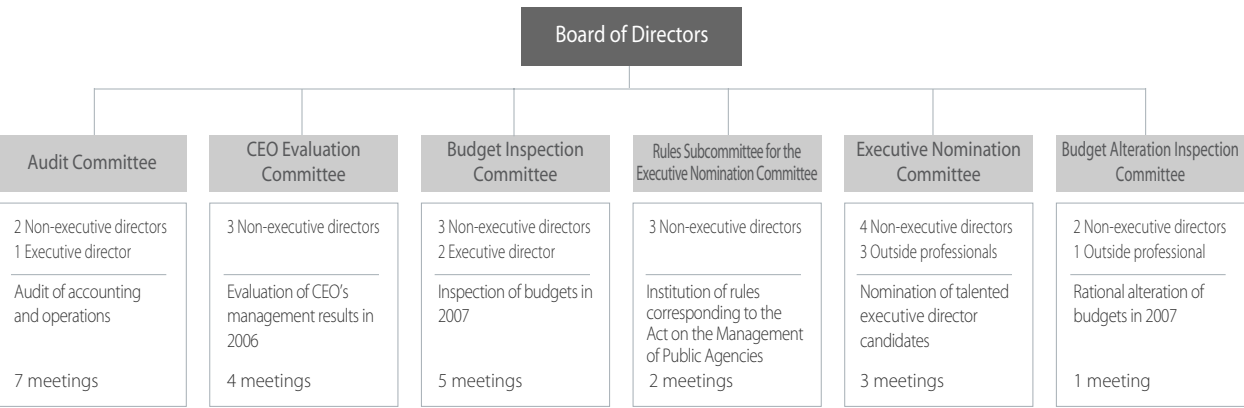 Board of Directors
Audit Committee
2 Non-executive directors
1 Executive director
Audit of accounting
and operations
7 meetings
CEO Evaluation
Committee
3 Non-executive directors
Evaluation of CEO’s
management results in
2006
4 meetings
Budget Inspection
Committee
3 Non-executive directors
2 Executive director
Inspection of budgets in
2007
5 meetings
Rules Subcommittee for the
Executive Nomination Committee
3 Non-executive directors
Institution of rules
corresponding to the
Act on the Management
of Public Agencies
2 meetings
Executive Nomination
Committee
4 Non-executive directors
3 Outside professionals
Nomination of talented
executive director
candidates
3 meetings
Budget Alteration Inspection
Committee
2 Non-executive directors
1 Outside professional
Rational alteration of
budgets in 2007
1 meeting